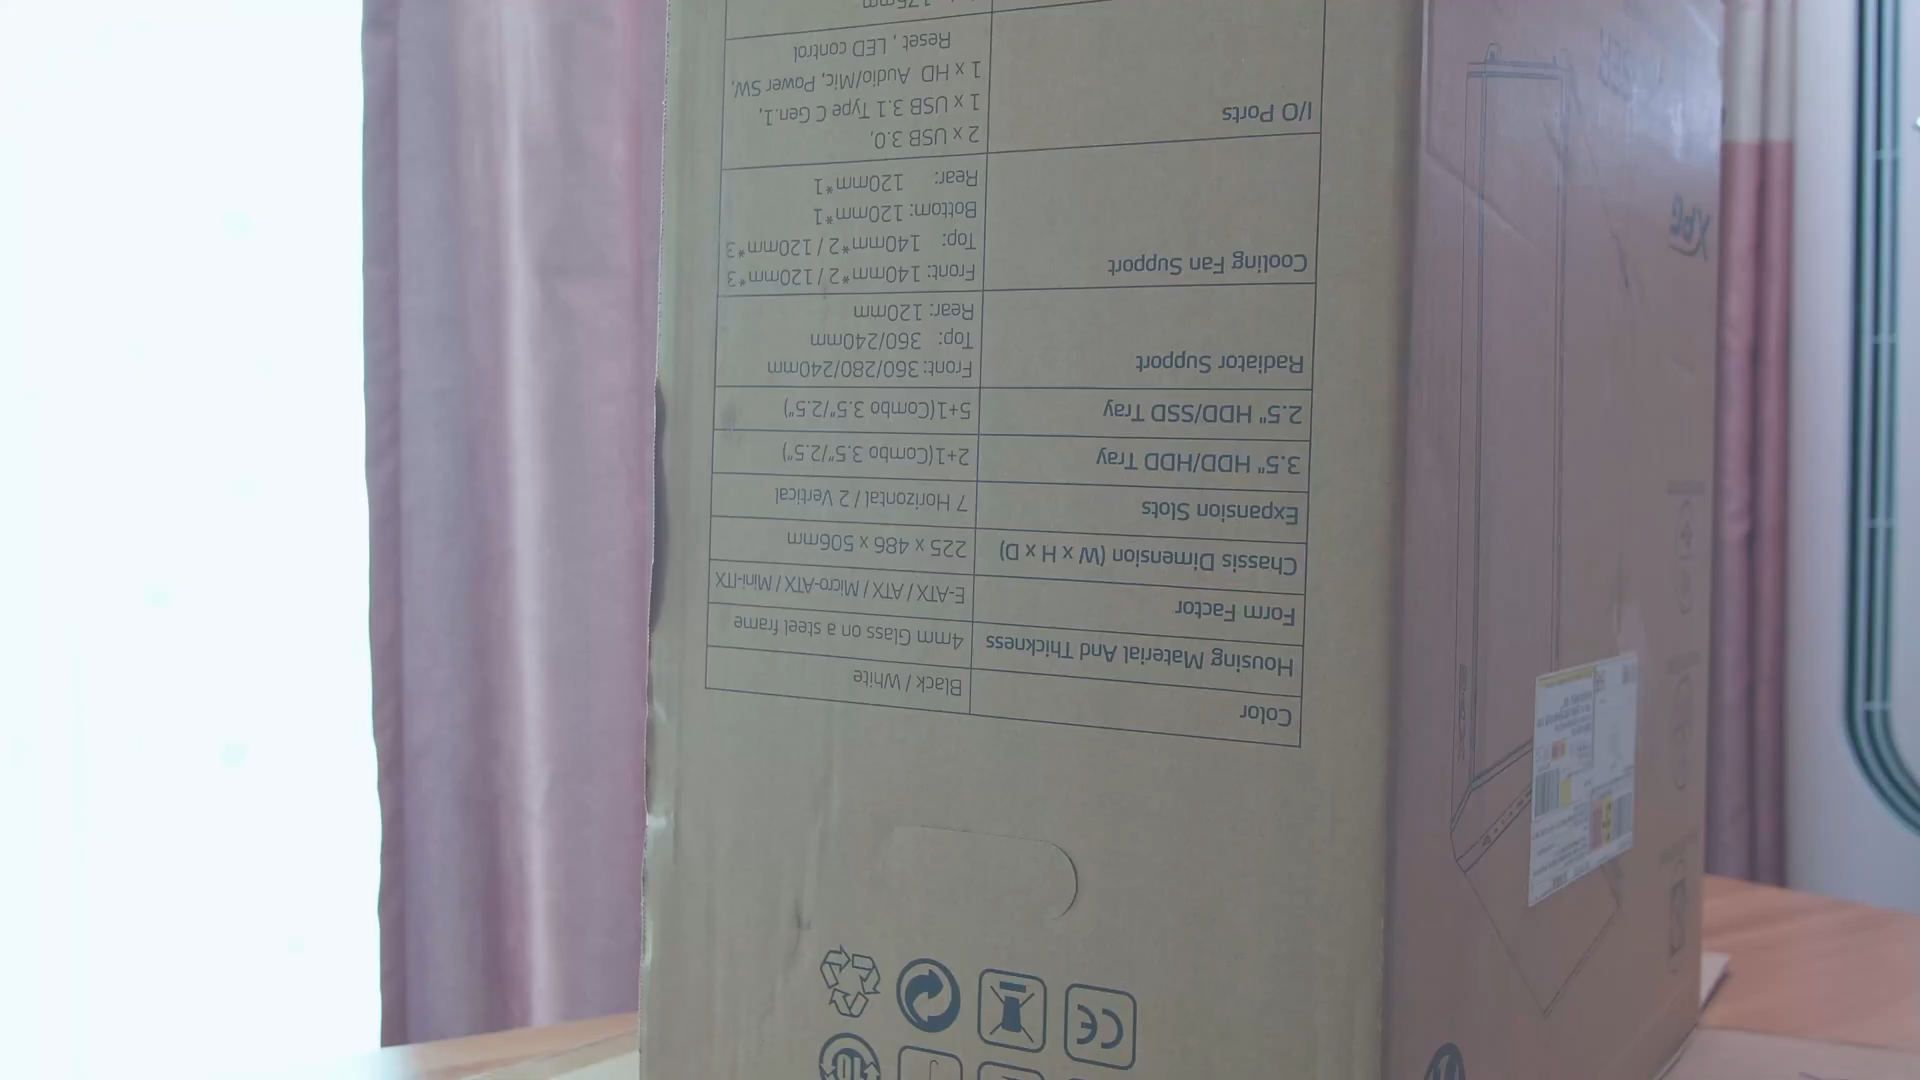 Color Black / White
Housing Material And Thickness 4mm Glass on a steel frame
Form Factor E-ATX / ATX / Micro-ATX / Mini-ITX
Chassis Dimension (W x H x D) 225 x 486 x 506mm
Expansion Slots 7 Horizontal / 2 Vertical
3.5" HDD/HDD Tray 2+1(Combo 3.5"/2.5")
2.5" HDD/SSD Tray 5+1(Combo 3.5"/2.5")
Radiator Support Front: 360/280/240mm
Top: 360/240mm
Rear: 120mm
Cooling Fan Support Front: 140mm*2 / 120mm*3
Top: 140mm*2 / 120mm*3
Bottom: 120mm*1
Rear: 120mm*1
I/O Ports 2 x USB 3.0,
1 x USB 3.1 Type C Gen.1,
1 x HD Audio/Mic, Power SW,
Reset, LED control
CE
XPG